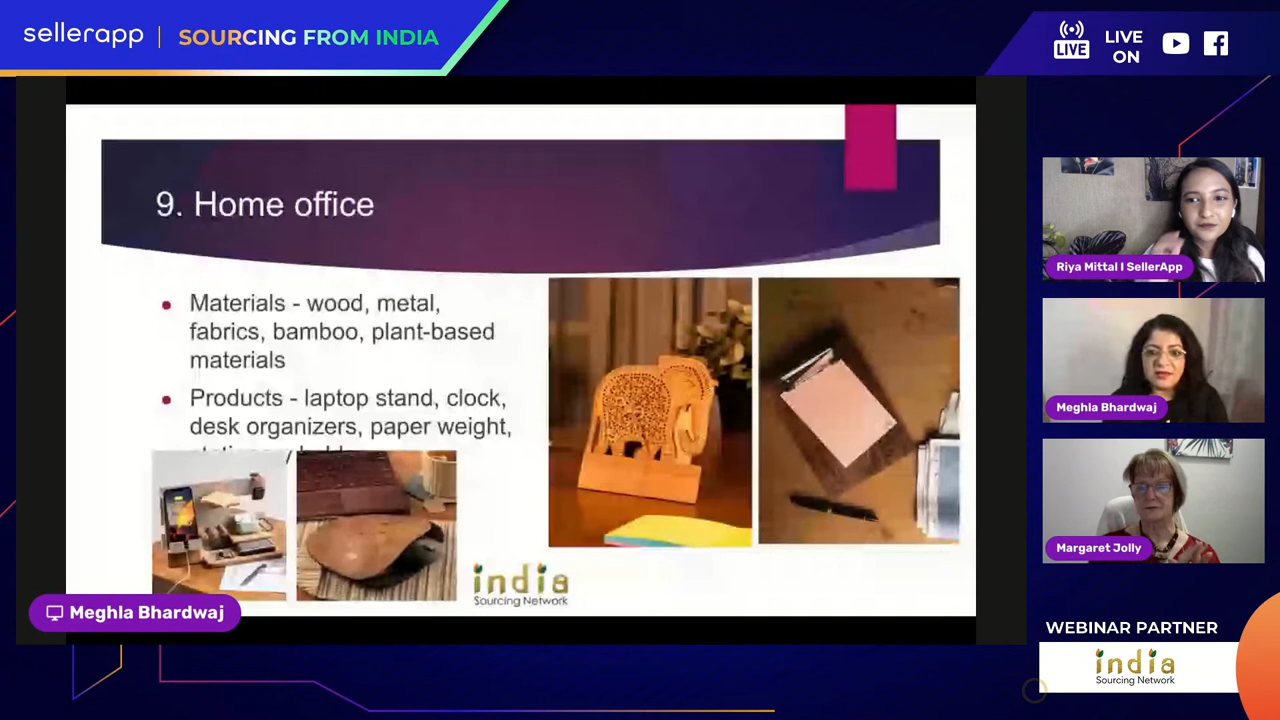 sellerapp
SOURCING FROM INDIA
LIVE
LIVE
ON
9. Home office
Materials - wood, metal,
fabrics, bamboo, plant-based
materials
Products - laptop stand, clock,
desk organizers, paper weight,
india
Sourcing Network
Meghla Bhardwaj
Riya Mittal I SellerApp
Meghla Bhardwaj
Margaret Jolly
WEBINAR PARTNER
india
Sourcing Network